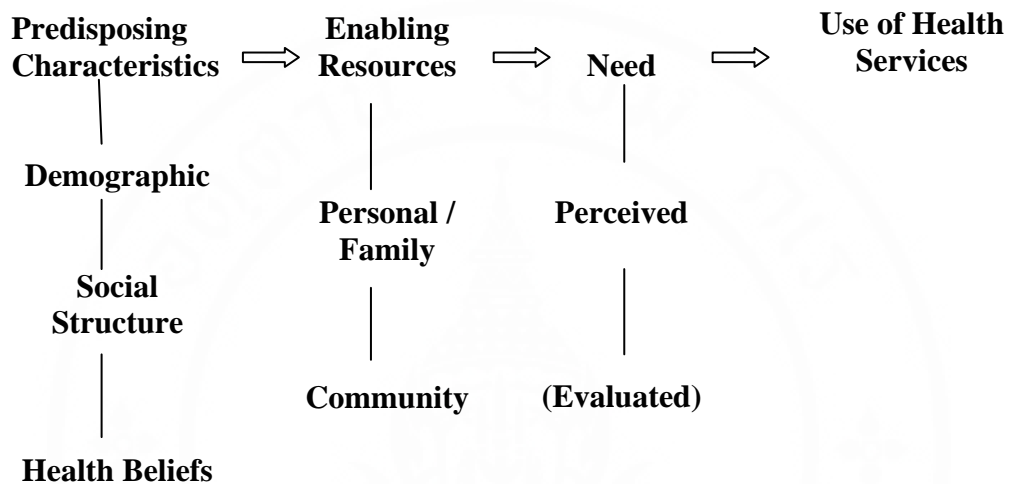 Predisposing
Characteristics
Enabling
Resources
Need
Use of Health
Services
Demographic
Social
Structure
Health Beliefs
Personal /
Family
Community
Perceived
(Evaluated)